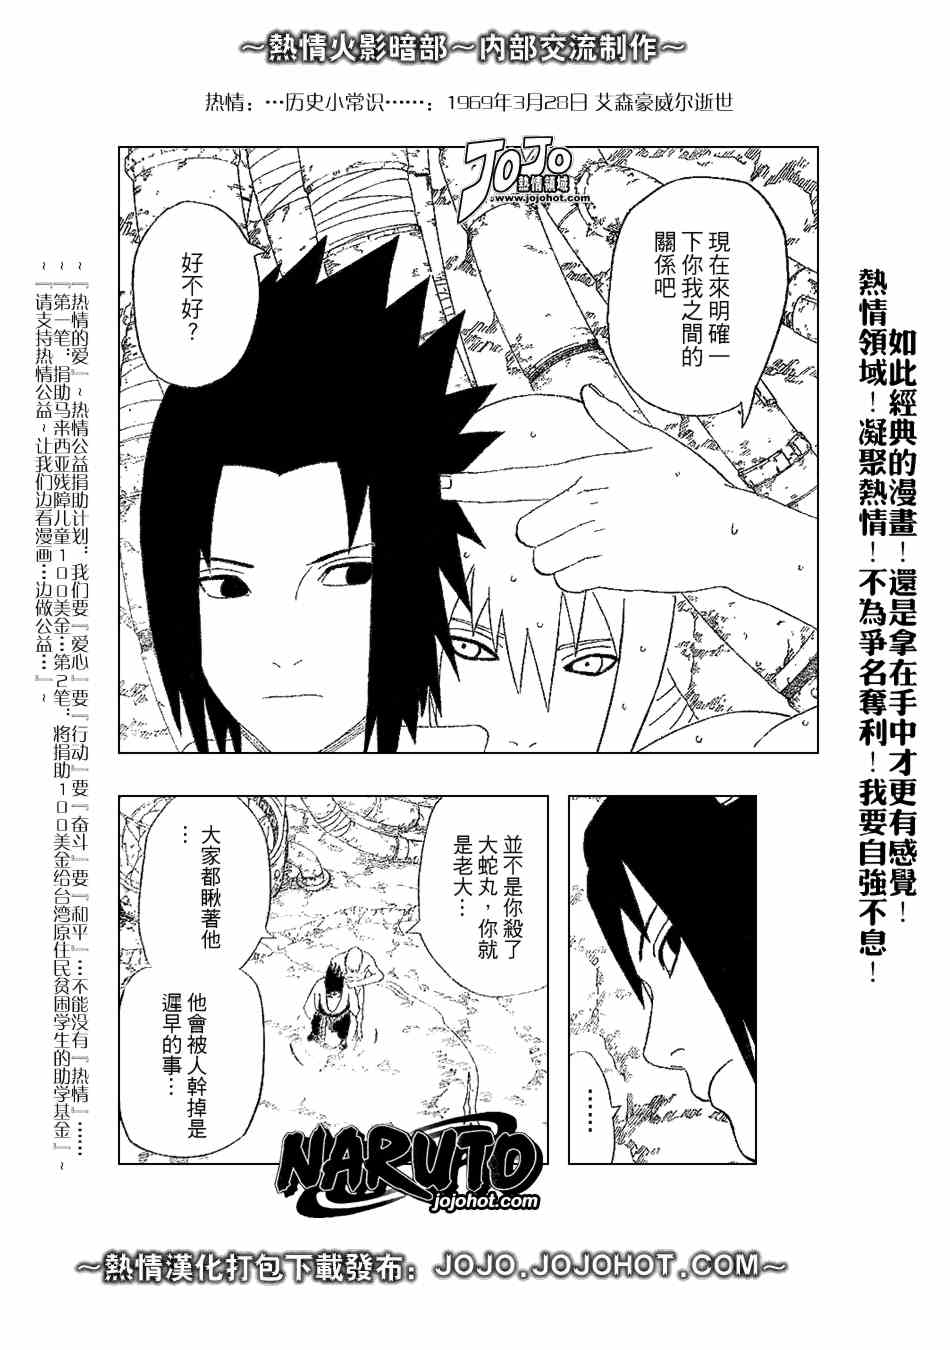 ～熱情火影暗部～內部交流制作～
热情：…历史小常识……：1969年3月28日 艾森豪威尔逝世
JOJO
熱情領域
www.jojohot.com
現在來明確一
下你我之間的
關係吧
好不好？
……
並不是你殺了
大蛇丸，你就
是老大…
大家都瞅著他
…
他會被人幹掉是
遲早的事…
NARUTO
jojohot.com
如此經典的漫畫！還是拿在手中才更有感覺！
熱情領域！凝聚熱情！不為爭名奪利！我要自強不息！
～『热情的爱』～热情公益捐助计划：我们要『爱心』要『行动』要『奋斗』要『和平』…不能没有『热情』……
～『第一笔：捐助马来西亚残障儿童100美金…第2笔：将捐助100美金给台湾原住民贫困学生的助学基金』～
～『请支持热情公益～让我们边看漫画…边做公益…』～
～熱情漢化打包下載發布：JOJO.JOJOHOT.COM～